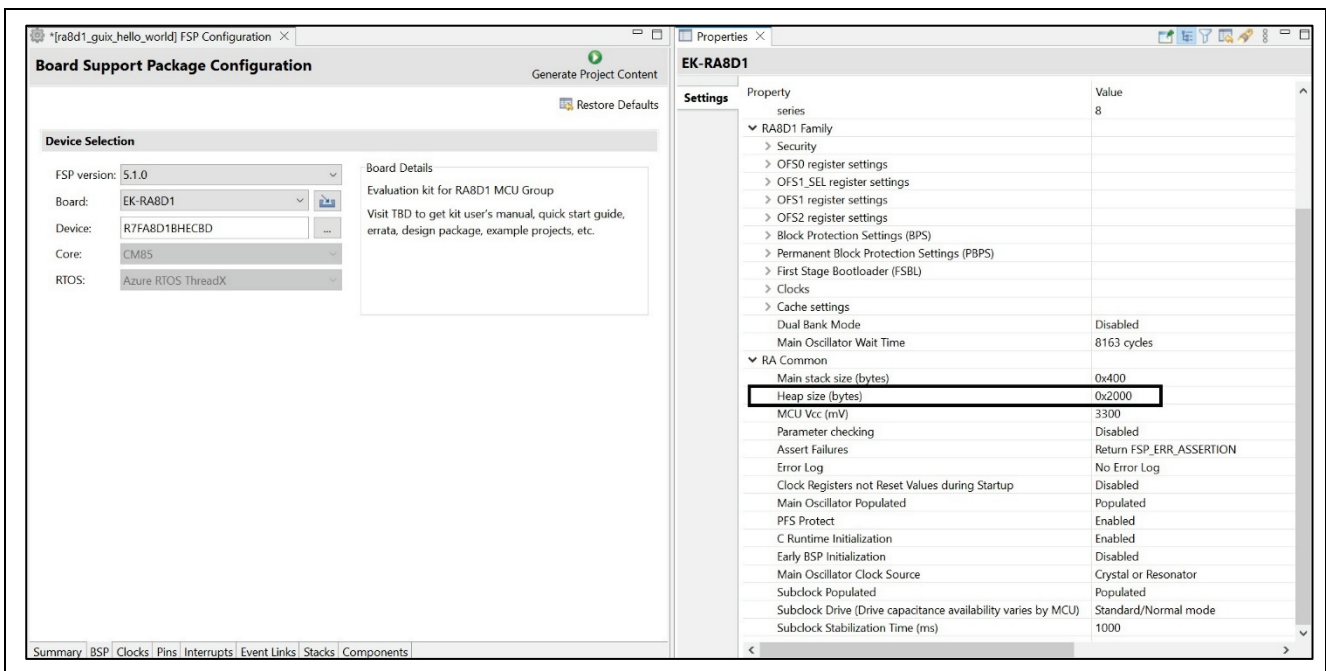 *[ra8d1_guix_hello_world] FSP Configuration
Board Support Package Configuration
Generate Project Content
Restore Defaults
Device Selection
FSP version: 5.1.0
Board: EK-RA8D1
Device: R7FA8D1BHECBD ...
Core: CM85
RTOS: Azure RTOS ThreadX
Board Details
Evaluation kit for RA8D1 MCU Group
Visit TBD to get kit user's manual, quick start guide,
errata, design package, example projects, etc.
Summary BSP Clocks Pins Interrupts Event Links Stacks Components
Properties
EK-RA8D1
Settings
Property Value
series 8
RA8D1 Family
Security
OFS0 register settings
OFS1_SEL register settings
OFS1 register settings
OFS2 register settings
Block Protection Settings (BPS)
Permanent Block Protection Settings (PBPS)
First Stage Bootloader (FSBL)
Clocks
Cache settings
Dual Bank Mode Disabled
Main Oscillator Wait Time 8163 cycles
RA Common
Main stack size (bytes) 0x400
Heap size (bytes) 0x2000
MCU Vcc (mV) 3300
Parameter checking Disabled
Assert Failures Return FSP_ERR_ASSERTION
Error Log No Error Log
Clock Registers not Reset Values during Startup Disabled
Main Oscillator Populated Populated
PFS Protect Enabled
C Runtime Initialization Enabled
Early BSP Initialization Disabled
Main Oscillator Clock Source Crystal or Resonator
Subclock Populated Populated
Subclock Drive (Drive capacitance availability varies by MCU) Standard/Normal mode
Subclock Stabilization Time (ms) 1000